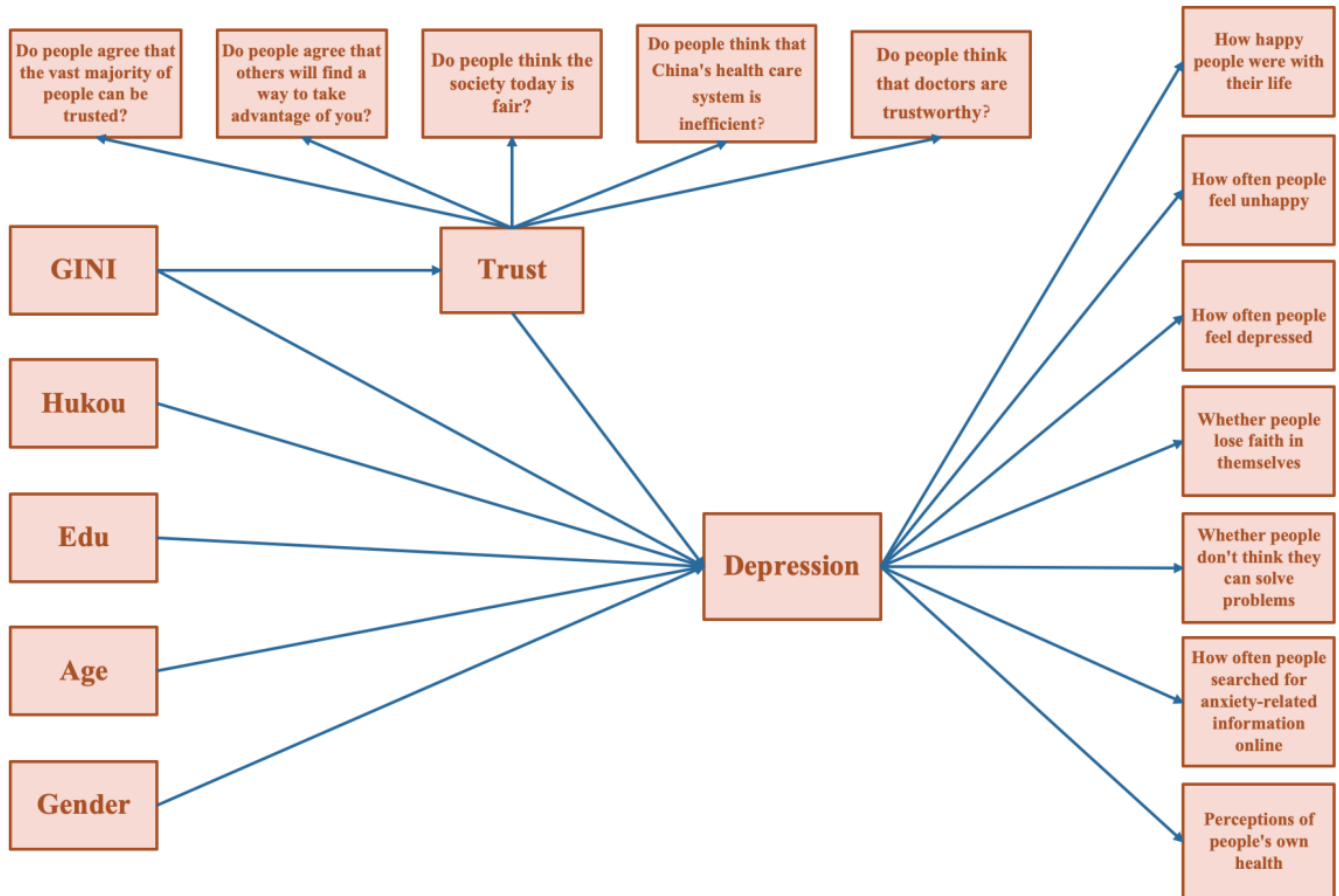 Do people agree that
the vast majority of
people can be
trusted?
Do people agree that
others will find a
way to take
advantage of you?
Do people think the
society today is
fair?
Do people think that
China's health care
system is
inefficient?
Do people think
that doctors are
trustworthy?
How happy
people were with
their life
How often people
feel unhappy
How often people
feel depressed
Whether people
lose faith in
themselves
Whether people
don't think they
can solve
problems
How often people
searched for
anxiety-related
information
online
Perceptions of
people's own
health
GINI
Trust
Hukou
Edu
Depression
Age
Gender